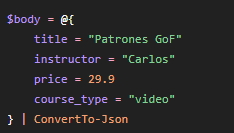 $body = @{
    title = "Patrones GoF"
    instructor = "Carlos"
    price = 29.9
    course_type = "video"
} | ConvertTo-Json